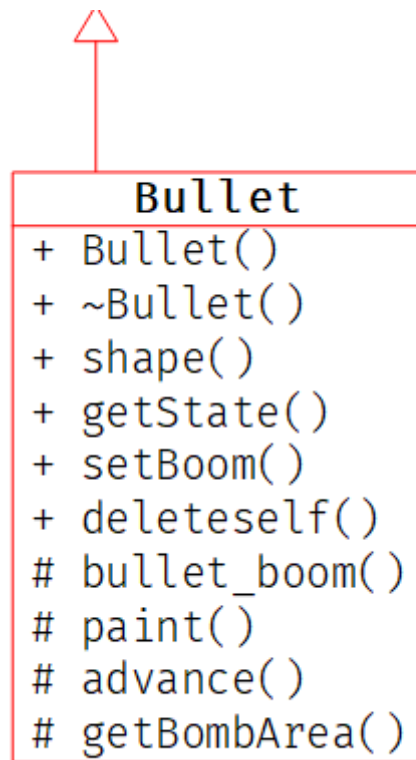 Bullet
+ Bullet()
+ ~Bullet()
+ shape()
+ getState()
+ setBoom()
+ deleteself()
# bullet_boom()
# paint()
# advance()
# getBombArea()